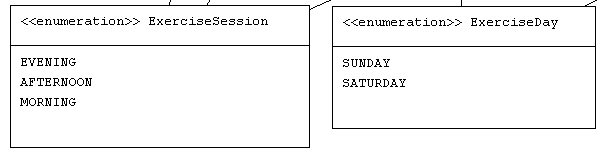 <<enumeration>> ExerciseSession
EVENING
AFTERNOON
MORNING
<<enumeration>> ExerciseDay
SUNDAY
SATURDAY